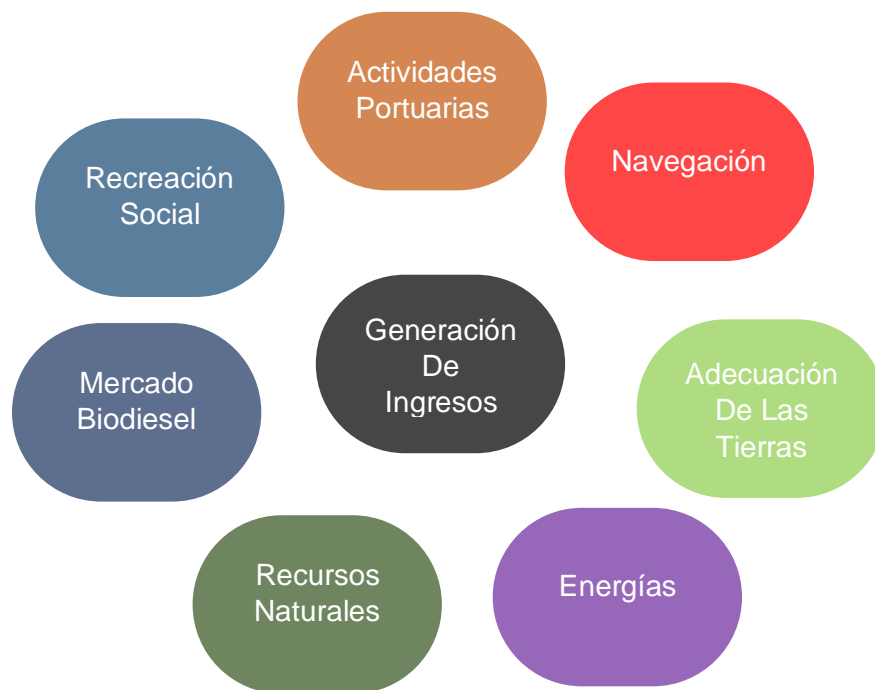 Actividades
Portuarias
Navegación
Recreación
Social
Generación
De
Ingresos
Adecuación
De Las
Tierras
Mercado
Biodiesel
Recursos
Naturales
Energías